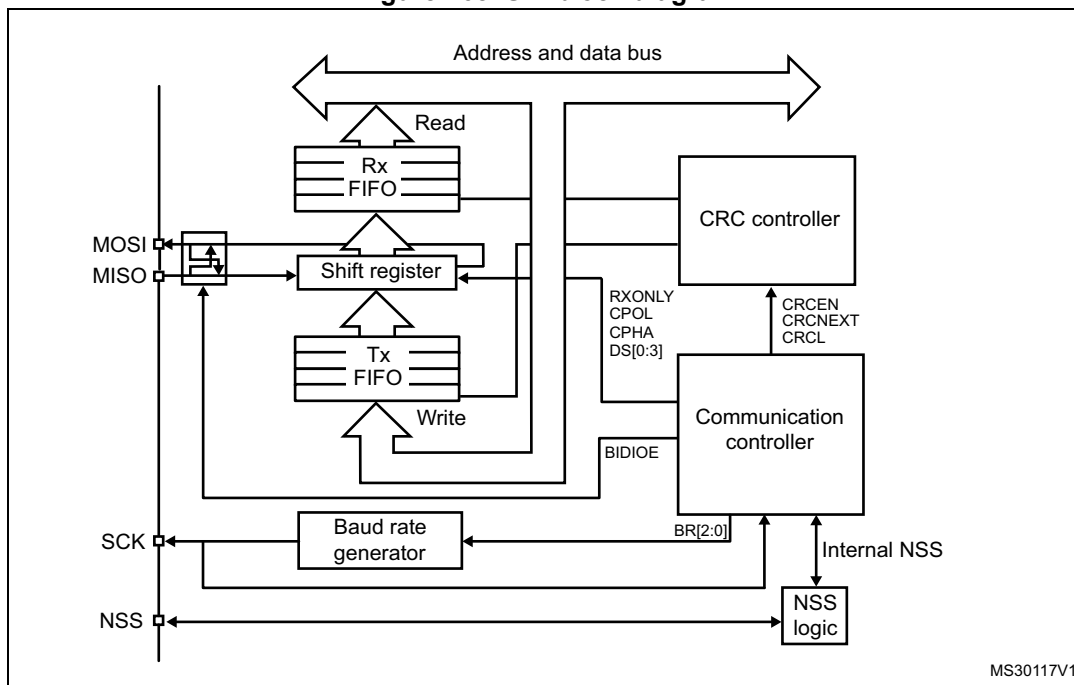 Address and data bus
Read
Rx
FIFO
CRC controller
MOSI
MISO
Shift register
RXONLY
CPOL
CPHA
DS[0:3]
CRCEN
CRCNEXT
CRCL
Tx
FIFO
Write
Communication
controller
BIDIOE
SCK
Baud rate
generator
BR[2:0]
Internal NSS
NSS
NSS
logic
MS30117V1